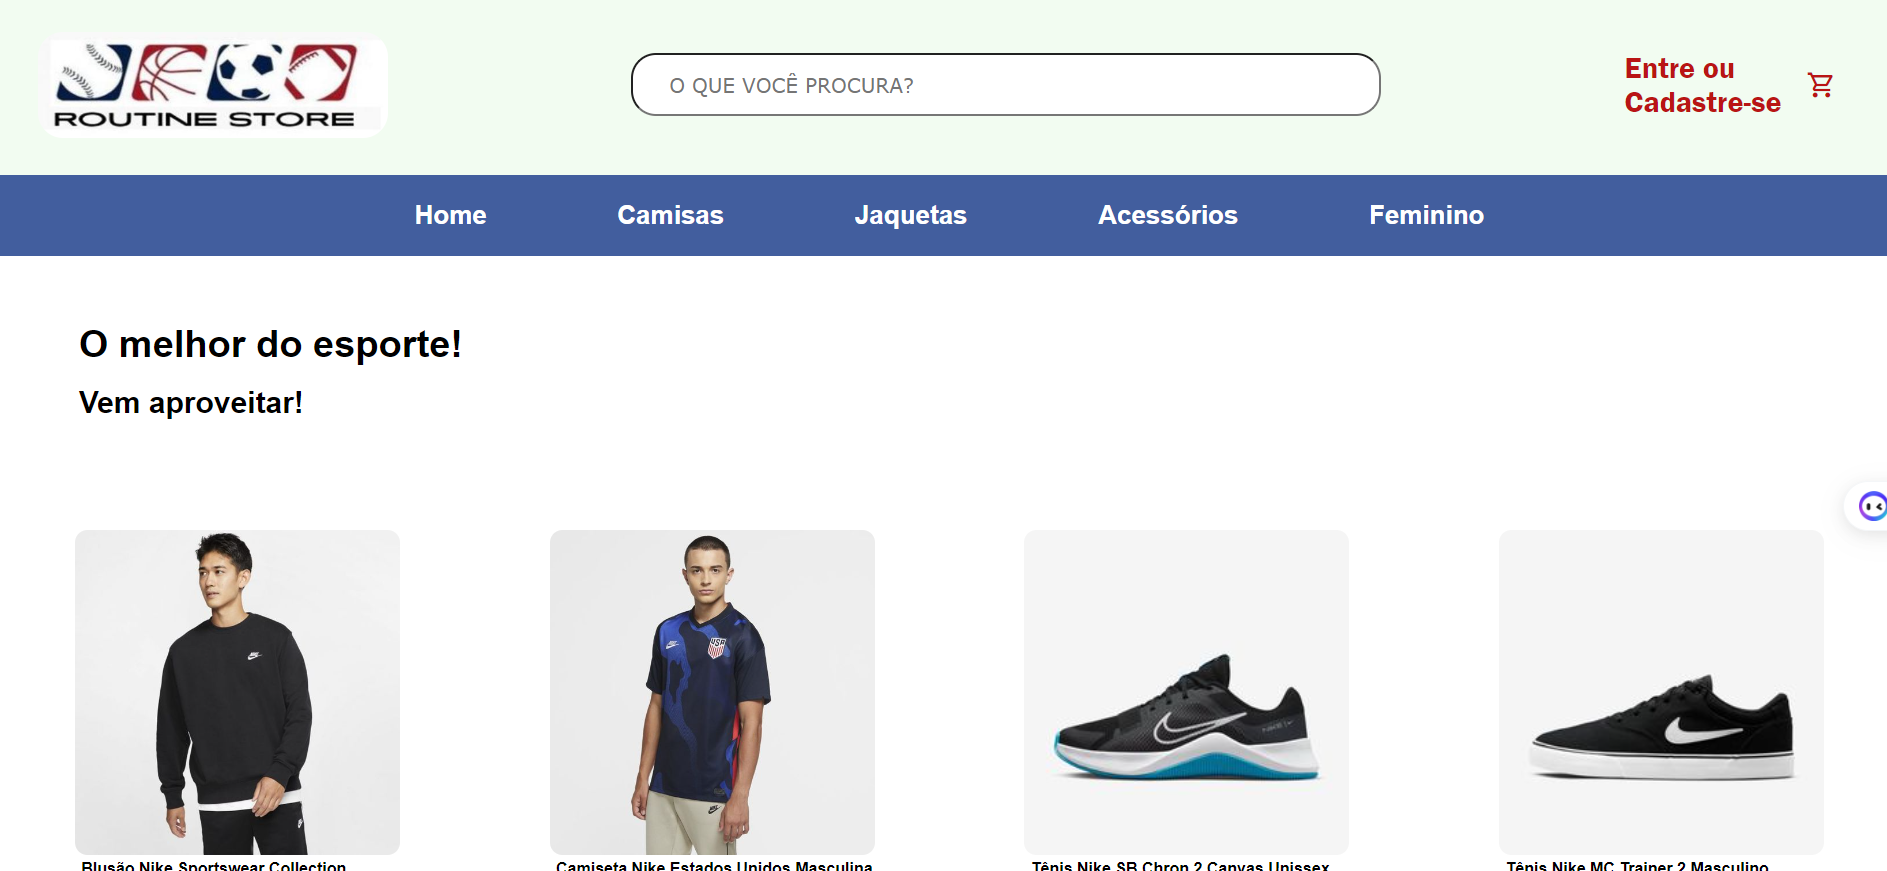 ROUTINE STORE
O QUE VOCÊ PROCURA?
Entre ou
Cadastre-se
Home Camisas Jaquetas Acessórios Feminino
O melhor do esporte!
Vem aproveitar!
USA
Blusão Nike Sportswear Collection
Camiseta Nike Estados Unidos Masculina
Tênis Nike SB Chron 2 Canvas Unissex
Tênis Nike MC Trainer 2 Masculino